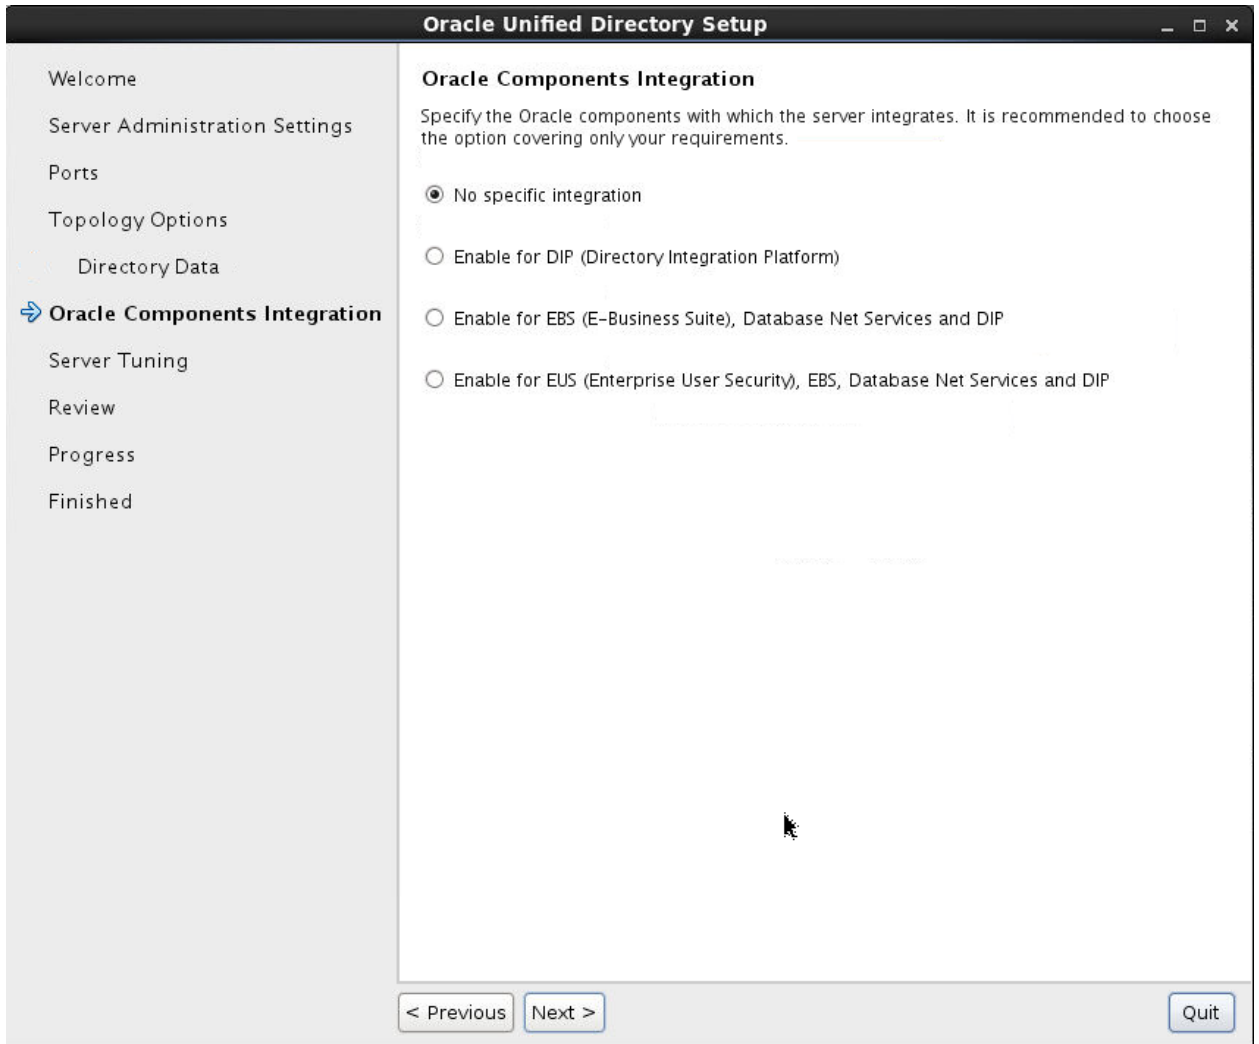 Oracle Unified Directory Setup
Welcome
Server Administration Settings
Ports
Topology Options
Directory Data
Oracle Components Integration
Server Tuning
Review
Progress
Finished
Oracle Components Integration
Specify the Oracle components with which the server integrates. It is recommended to choose
the option covering only your requirements.
No specific integration
Enable for DIP (Directory Integration Platform)
Enable for EBS (E-Business Suite), Database Net Services and DIP
Enable for EUS (Enterprise User Security), EBS, Database Net Services and DIP
< Previous
Next >
Quit